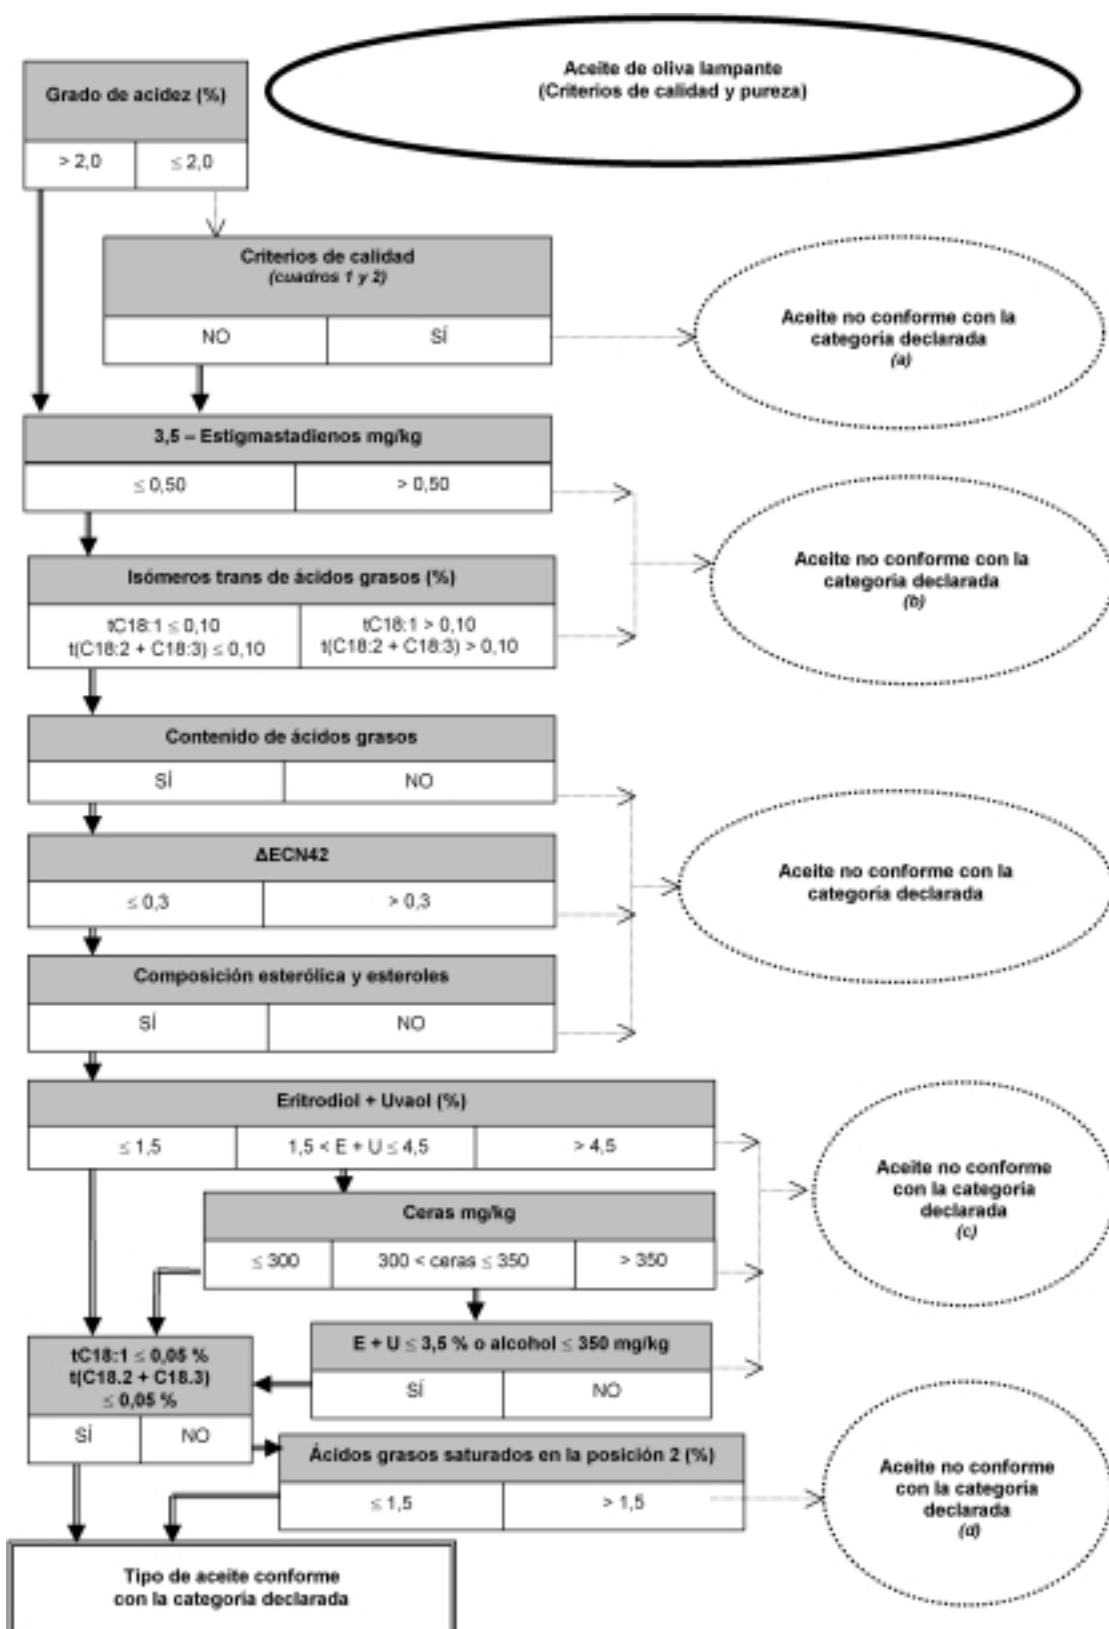 Aceite de oliva lampante
(Criterios de calidad y pureza)
Grado de acidez (%)
> 2,0 ≤ 2,0
Criterios de calidad
(cuadros 1 y 2)
NO SÍ
Aceite no conforme con la
categoría declarada
(a)
3,5 – Estigmastadienos mg/kg
≤ 0,50 > 0,50
Aceite no conforme con la
categoría declarada
(b)
Isómeros trans de ácidos grasos (%)
tC18:1 ≤ 0,10 tC18:1 > 0,10
t(C18:2 + C18:3) ≤ 0,10 t(C18:2 + C18:3) > 0,10
Contenido de ácidos grasos
SÍ NO
ΔECN42
≤ 0,3 > 0,3
Aceite no conforme con la
categoría declarada
Composición esterólica y esteroles
SÍ NO
Eritrodiol + Uvaol (%)
≤ 1,5 1,5 < E + U ≤ 4,5 > 4,5
Aceite no conforme
con la categoría
declarada
(c)
Ceras mg/kg
≤ 300 300 < ceras ≤ 350 > 350
E + U ≤ 3,5 % o alcohol ≤ 350 mg/kg
SÍ NO
tC18:1 ≤ 0,05 %
t(C18.2 + C18.3)
≤ 0,05 %
SÍ NO
Ácidos grasos saturados en la posición 2 (%)
≤ 1,5 > 1,5
Aceite no conforme
con la categoría
declarada
(d)
Tipo de aceite conforme
con la categoría declarada